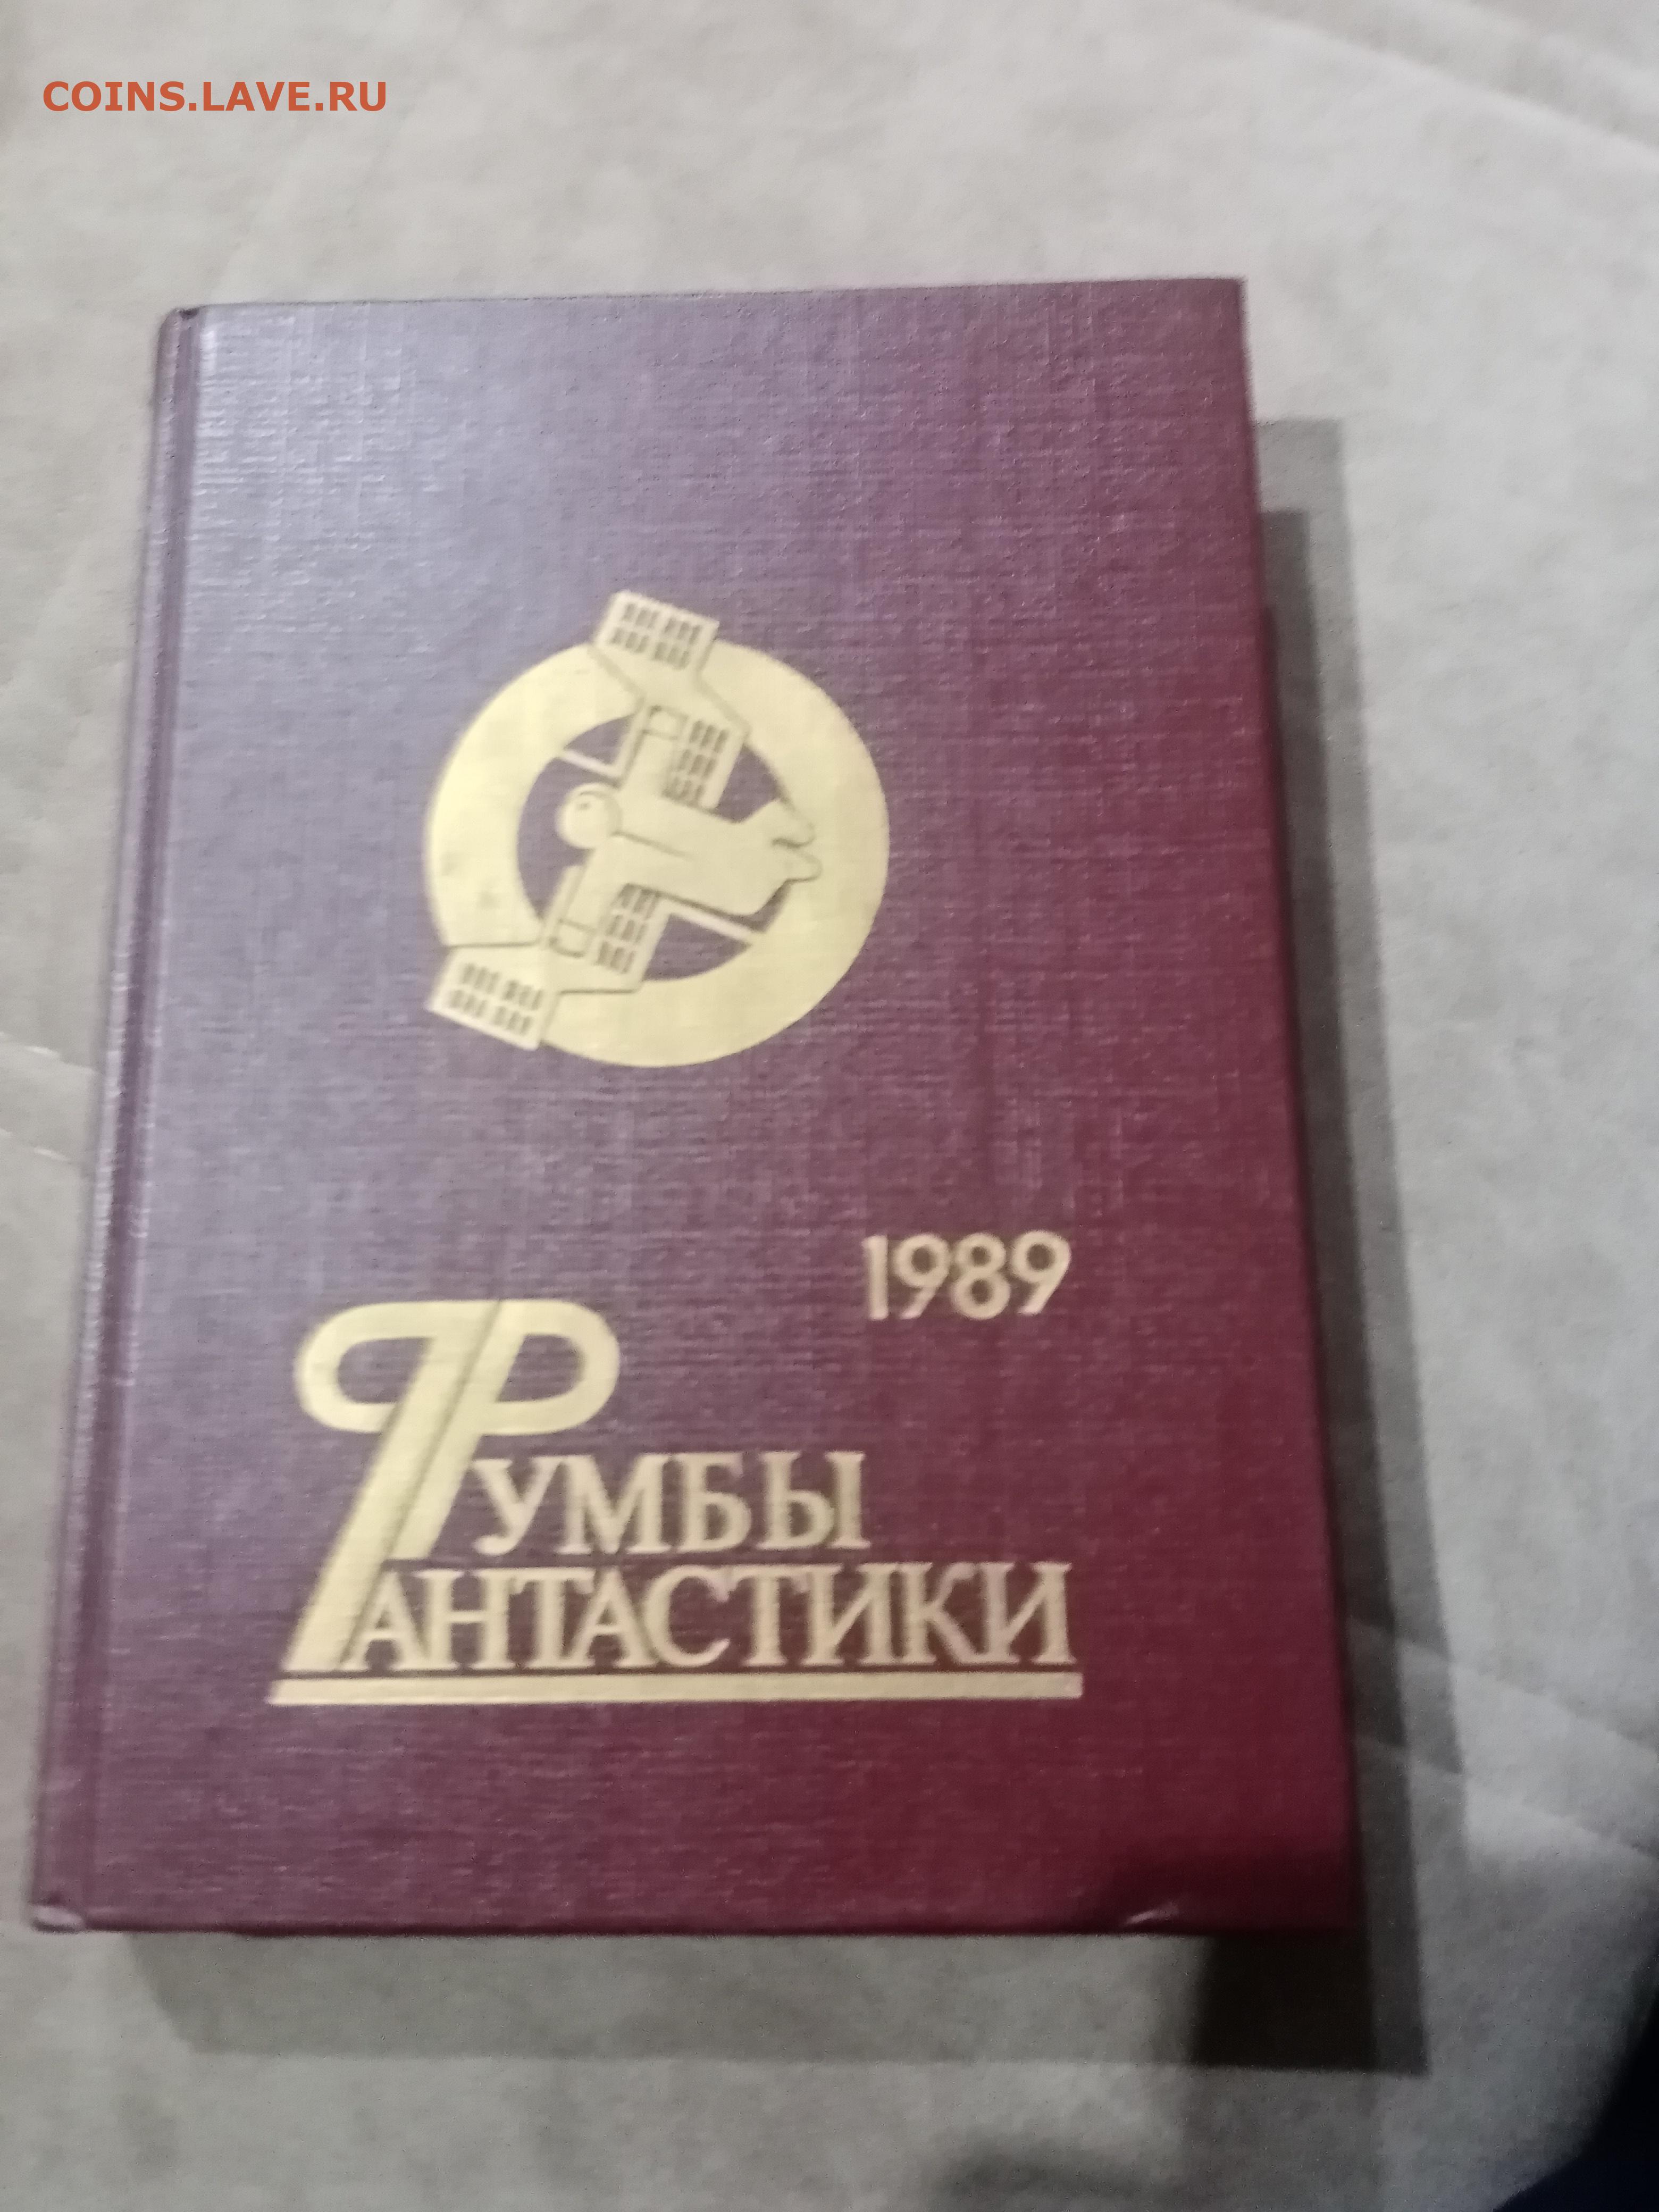 COINS.LAVE.RU
1989
РУМБЫ
ФАНТАСТИКИ